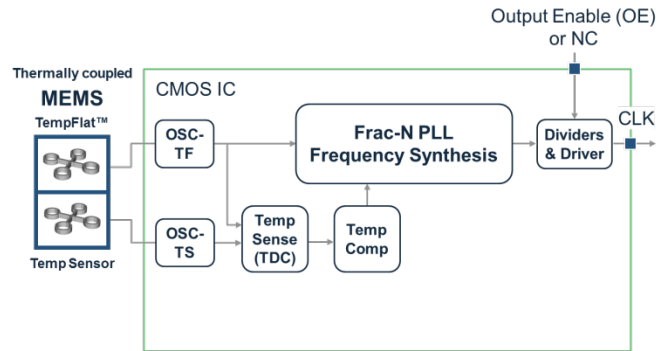 Output Enable (OE)
or NC
Thermally coupled
MEMS
TempFlat™
CMOS IC
CLK
OSC-
TF
Frac-N PLL
Frequency Synthesis
Dividers
& Driver
OSC-
TS
Temp
Sense
(TDC)
Temp
Comp
Temp Sensor